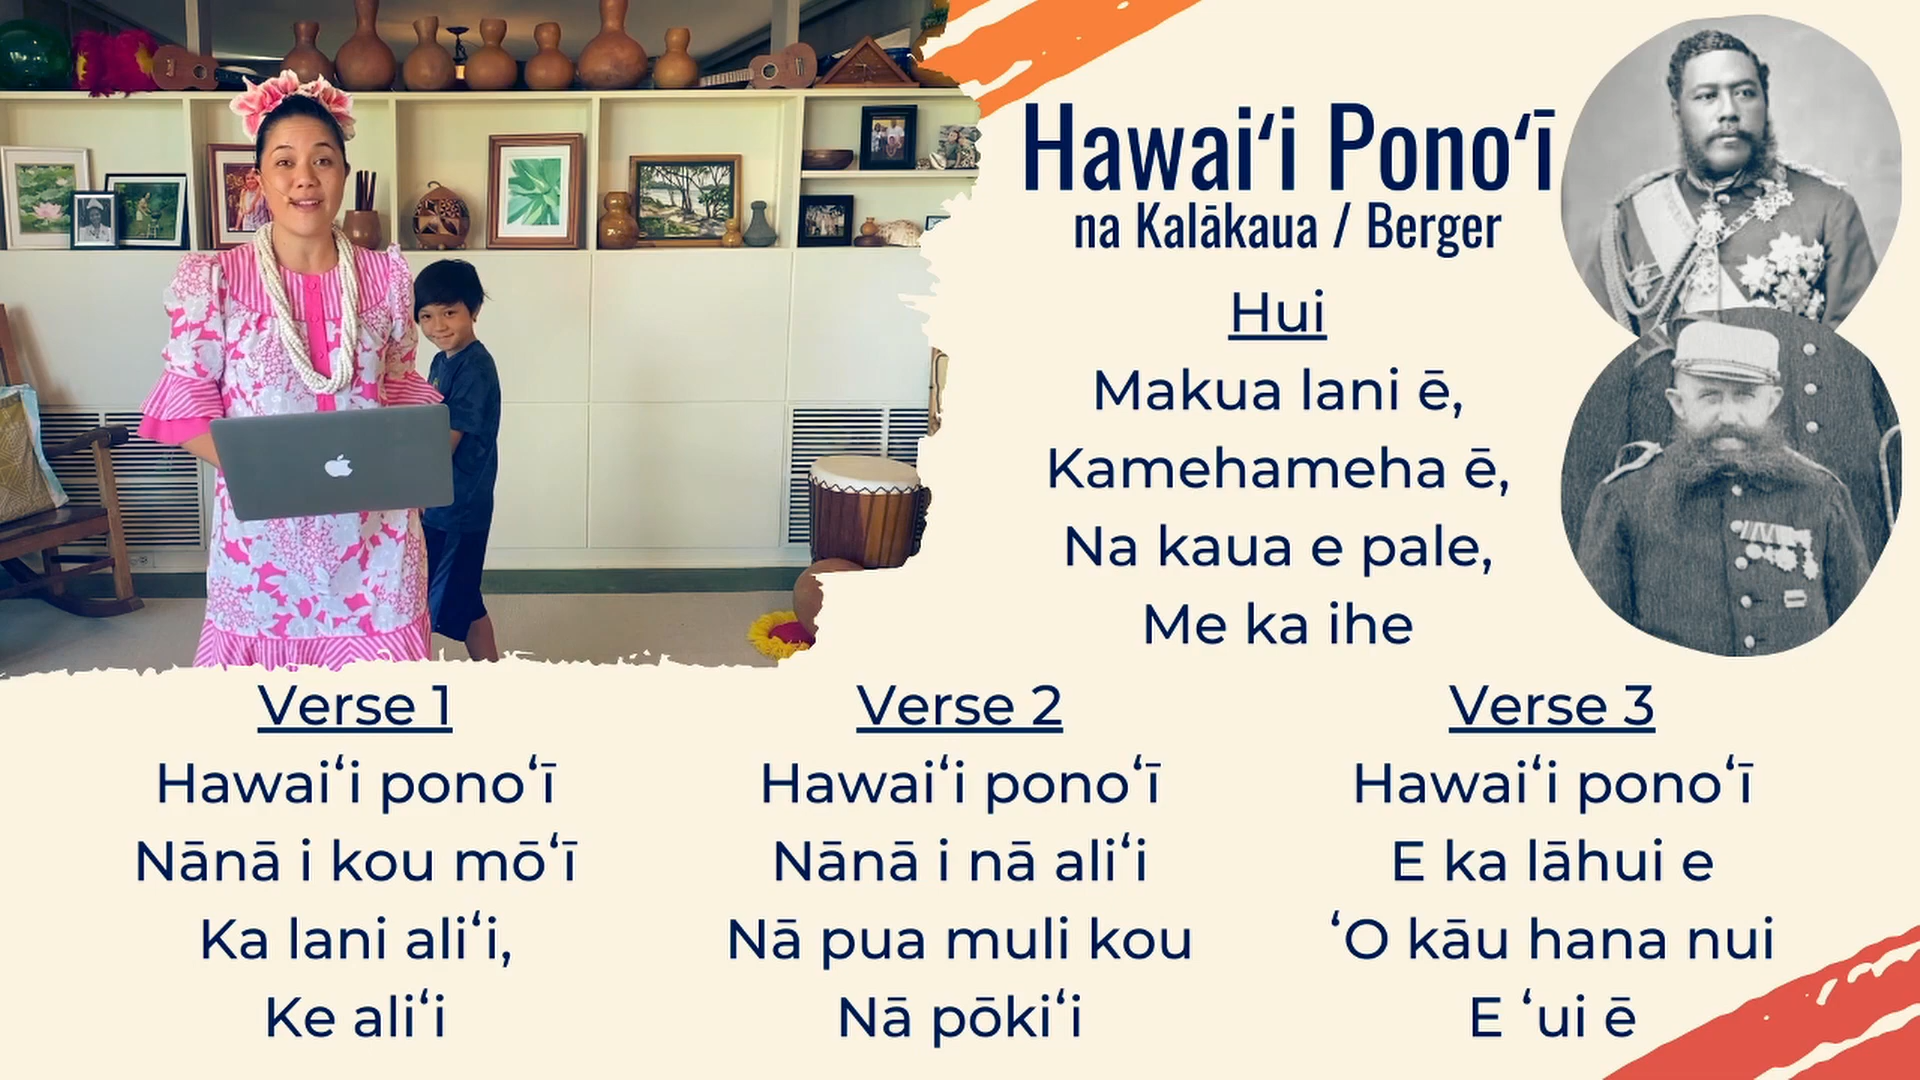 Hawaiʻi Ponoʻī
na Kalākaua / Berger
Hui
Makua lani ē,
Kamehameha ē,
Na kaua e pale,
Me ka ihe
Verse 1
Hawaiʻi ponoʻī
Nānā i kou mōʻī
Ka lani aliʻi,
Ke aliʻi
Verse 2
Hawaiʻi ponoʻī
Nānā i nā aliʻi
Nā pua muli kou
Nā pōkiʻi
Verse 3
Hawaiʻi ponoʻī
E ka lāhui e
ʻO kāu hana nui
E ʻui ē